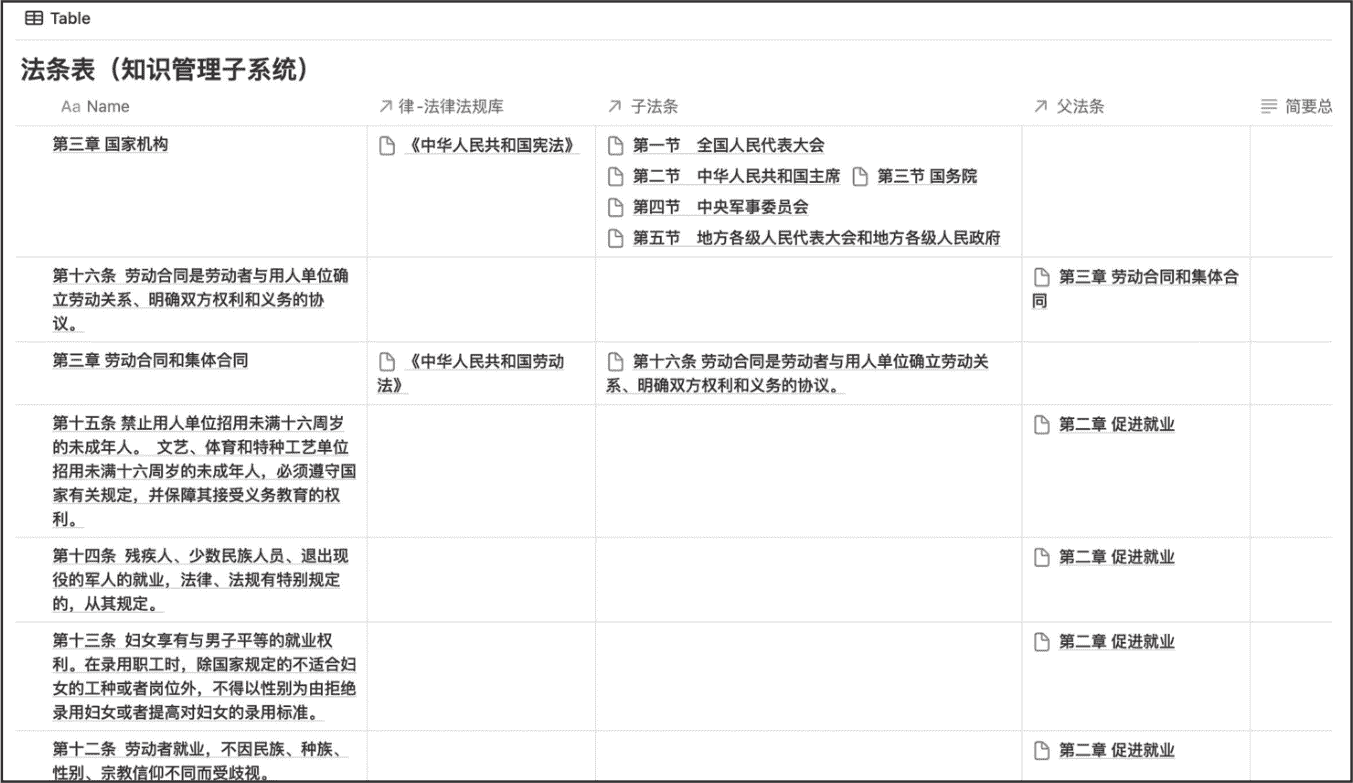 Table
法条表（知识管理子系统）
Aa Name
律-法律法规库
子法条
父法条
简要总
第三章 国家机构
《中华人民共和国宪法》
第一节 全国人民代表大会
第二节 中华人民共和国主席 第三节 国务院
第四节 中央军事委员会
第五节 地方各级人民代表大会和地方各级人民政府
第十六条 劳动合同是劳动者与用人单位确
立劳动关系、明确双方权利和义务的协
议。
第三章 劳动合同和集体合
同
第三章 劳动合同和集体合同
《中华人民共和国劳动
法》
第十六条 劳动合同是劳动者与用人单位确立劳动关
系、明确双方权利和义务的协议。
第十五条 禁止用人单位招用未满十六周岁
的未成年人。 文艺、体育和特种工艺单位
招用未满十六周岁的未成年人，必须遵守国
家有关规定，并保障其接受义务教育的权
利。
第二章 促进就业
第十四条 残疾人、少数民族人员、退出现
役的军人的就业，法律、法规有特别规定
的，从其规定。
第二章 促进就业
第十三条 妇女享有与男子平等的就业权
利。在录用职工时，除国家规定的不适合妇
女的工种或者岗位外，不得以性别为由拒绝
录用妇女或者提高对妇女的录用标准。
第二章 促进就业
第十二条 劳动者就业，不因民族、种族、
性别、宗教信仰不同而受歧视。
第二章 促进就业